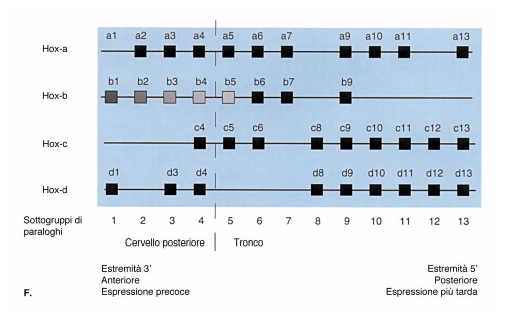 a1 a2 a3 a4 a5 a6 a7 a9 a10 a11 a13
Hox-a
b1 b2 b3 b4 b5 b6 b7 b9
Hox-b
c4 c5 c6 c8 c9 c10 c11 c12 c13
Hox-c
d1 d3 d4 d8 d9 d10 d11 d12 d13
Hox-d
Sottogruppi di
paraloghi
1 2 3 4 5 6 7 8 9 10 11 12 13
Cervello posteriore Tronco
Estremità 3′ Estremità 5′
Anteriore Posteriore
F. Espressione precoce Espressione più tarda